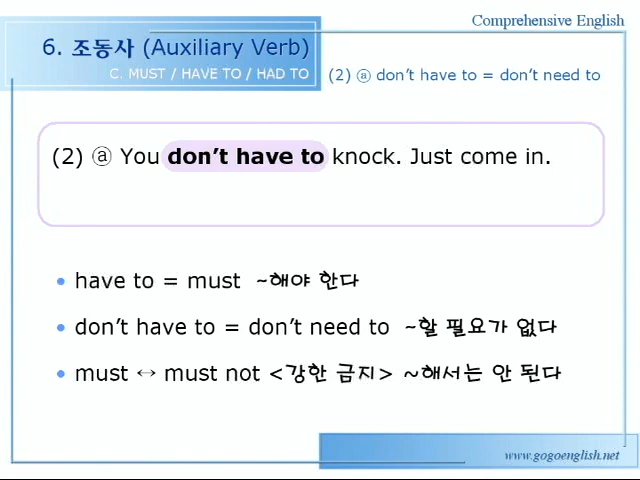 Comprehensive English
6. 조동사 (Auxiliary Verb)
C. MUST / HAVE TO / HAD TO
(2) ⓐ don't have to = don't need to
(2) ⓐ You don't have to knock. Just come in.
• have to = must ~해야 한다
• don't have to = don't need to ~할 필요가 없다
• must ↔ must not <강한 금지> ~해서는 안 된다
www.gogoenglish.net